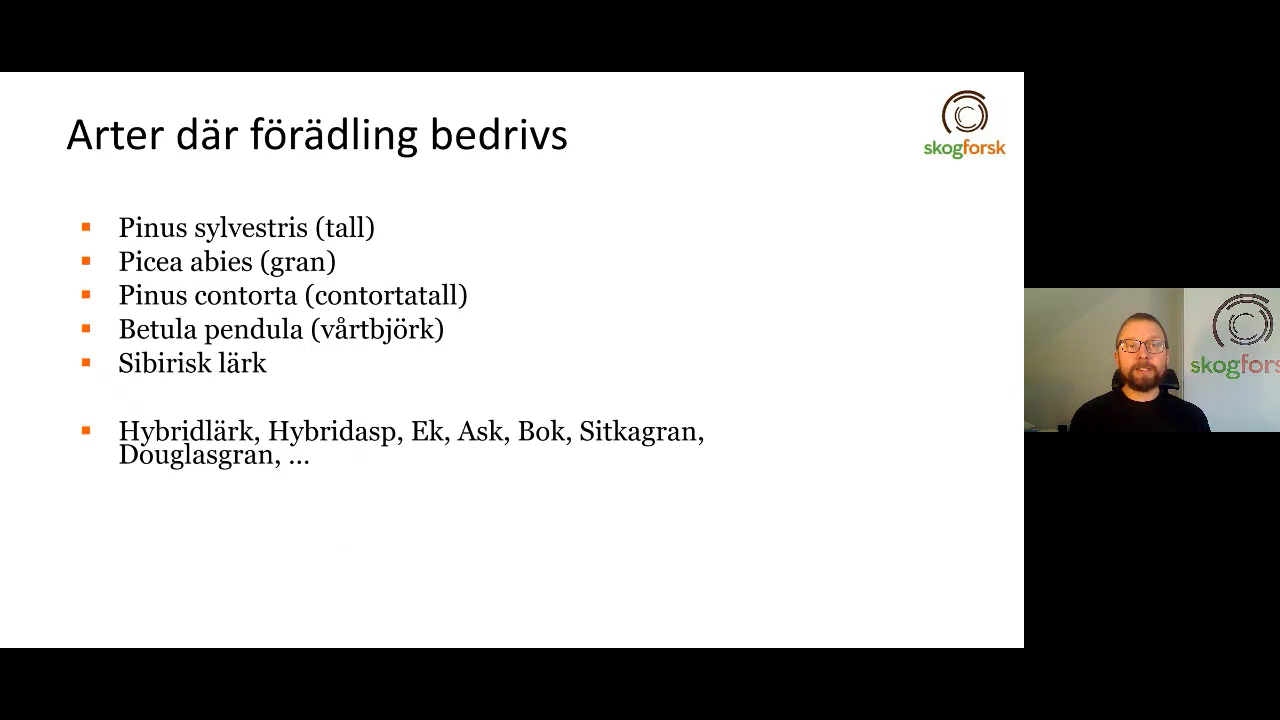 Arter där förädling bedrivs
skogforsk
Pinus sylvestris (tall)
Picea abies (gran)
Pinus contorta (contortatall)
Betula pendula (vårtbjörk)
Sibirisk lärk
Hybridlärk, Hybridasp, Ek, Ask, Bok, Sitkagran,
Douglasgran, ...
skogfors